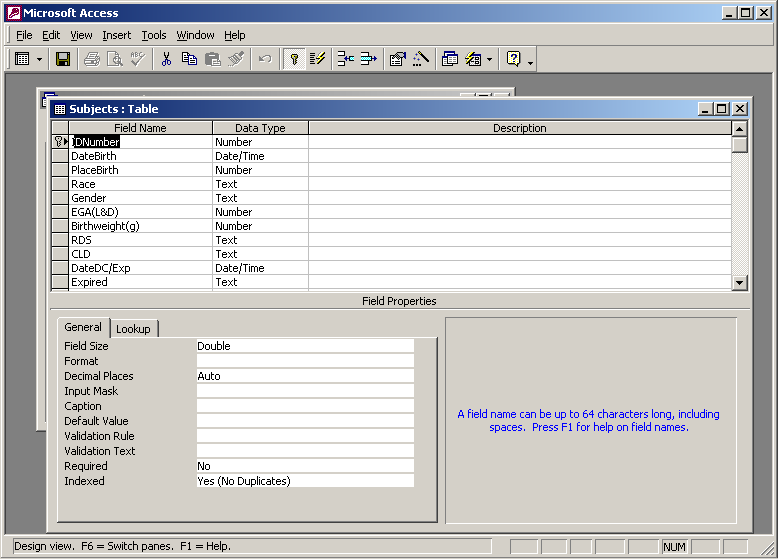 Microsoft Access
File Edit View Insert Tools Window Help
Subjects : Table
Field Name Data Type Description
IDNumber Number
DateBirth Date/Time
PlaceBirth Number
Race Text
Gender Text
EGA(L&D) Number
Birthweight(g) Number
RDS Text
CLD Text
DateDC/Exp Date/Time
Expired Text
Field Properties
General Lookup
Field Size Double
Format
Decimal Places Auto
Input Mask
Caption
Default Value
Validation Rule
Validation Text
Required No
Indexed Yes (No Duplicates)
A field name can be up to 64 characters long, including
spaces. Press F1 for help on field names.
Design view. F6 = Switch panes. F1 = Help. NUM